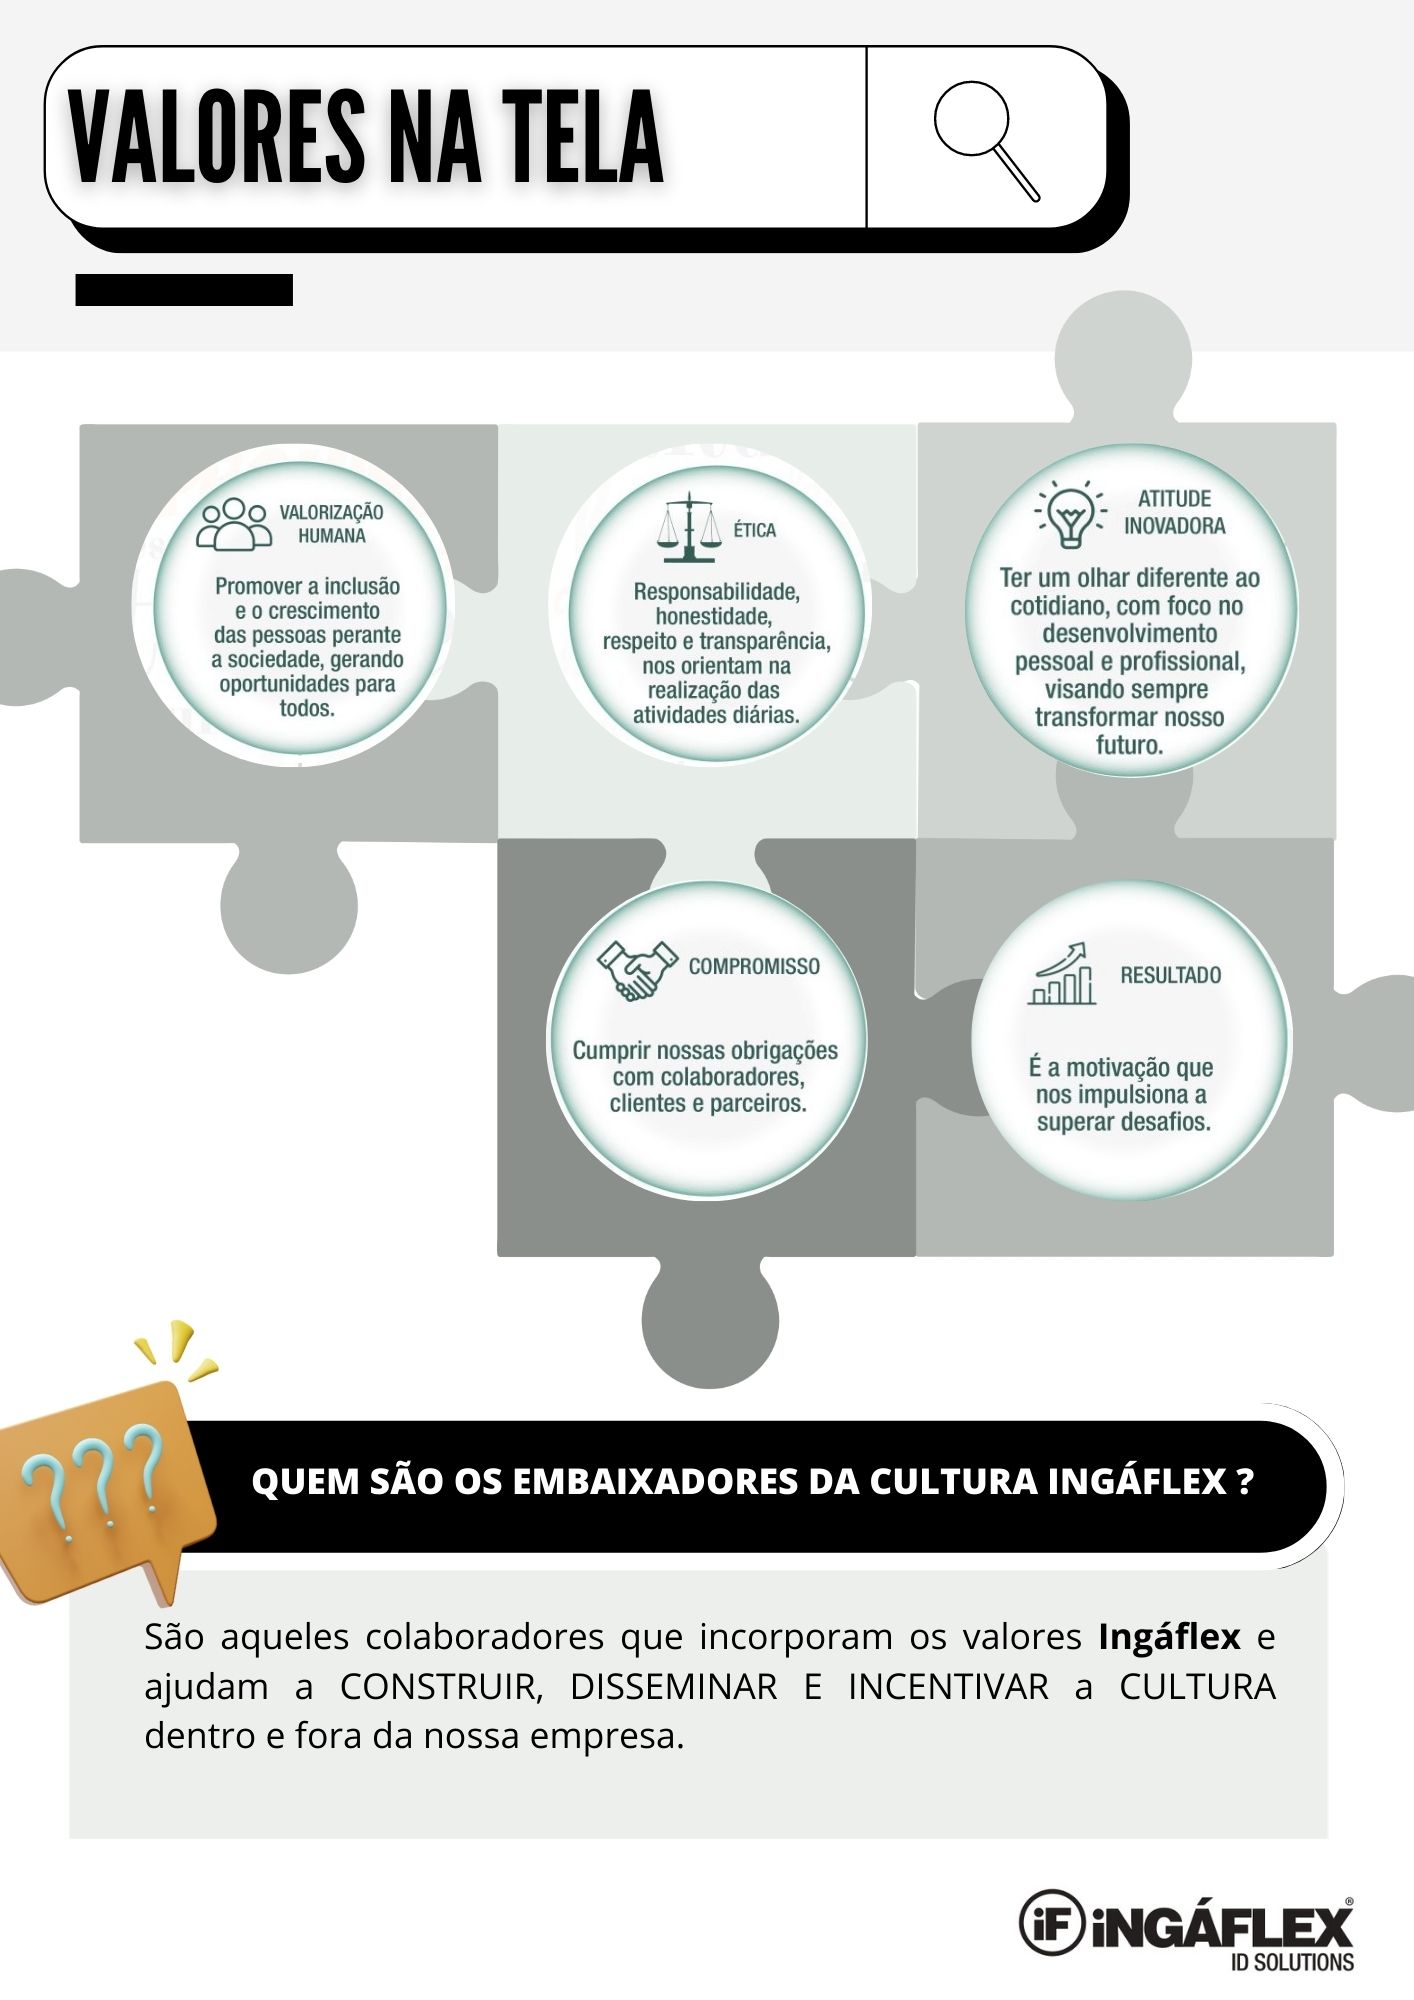 VALORES NA TELA
VALORIZAÇÃO
HUMANA
Promover a inclusão
e o crescimento
das pessoas perante
a sociedade, gerando
oportunidades para
todos.
ÉTICA
Responsabilidade,
honestidade,
respeito e transparência,
nos orientam na
realização das
atividades diárias.
ATITUDE
INOVADORA
Ter um olhar diferente ao
cotidiano, com foco no
desenvolvimento
pessoal e profissional,
visando sempre
transformar nosso
futuro.
COMPROMISSO
Cumprir nossas obrigações
com colaboradores,
clientes e parceiros.
RESULTADO
É a motivação que
nos impulsiona a
superar desafios.
???
QUEM SÃO OS EMBAIXADORES DA CULTURA INGÁFLEX ?
São aqueles colaboradores que incorporam os valores Ingáflex e
ajudam a CONSTRUIR, DISSEMINAR E INCENTIVAR a CULTURA
dentro e fora da nossa empresa.
iF iNGÁFLEX®
ID SOLUTIONS